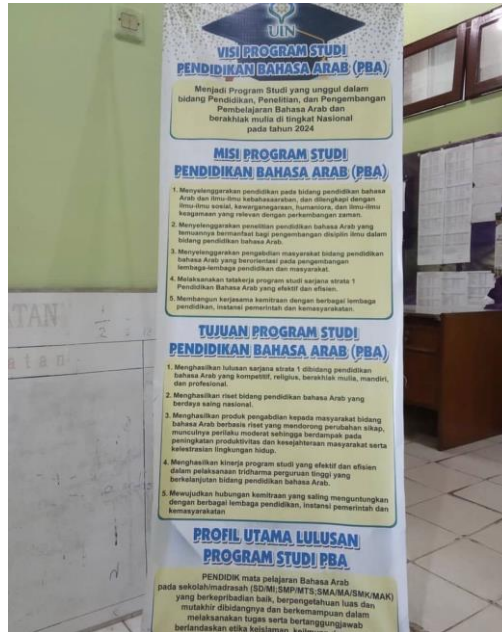 UIN
VISI PROGRAM STUDI
PENDIDIKAN BAHASA ARAB (PBA)
Menjadi Program Studi yang unggul dalam
bidang Pendidikan, Penelitian, dan Pengembangan
Pembelajaran Bahasa Arab dan
berakhlak mulia di tingkat Nasional
pada tahun 2024
MISI PROGRAM STUDI
PENDIDIKAN BAHASA ARAB (PBA)
1. Menyelenggarakan pendidikan pada bidang pendidikan bahasa
Arab dan ilmu-ilmu kebahasaaraban, dan dilengkapi dengan
ilmu-ilmu sosial, kewarganegaraan, humaniora, dan ilmu-ilmu
keagamaan yang relevan dengan perkembangan zaman.
2. Menyelenggarakan penelitian pendidikan bahasa Arab yang
temuannya bermanfaat bagi pengembangan disiplin ilmu dalam
bidang pendidikan bahasa Arab.
3. Menyelenggarakan pengabdian masyarakat bidang pendidikan
bahasa Arab yang berorientasi pada pengembangan
lembaga-lembaga pendidikan dan masyarakat.
4. Melaksanakan tatakerja program studi sarjana strata 1
Pendidikan Bahasa Arab yang efektif dan efisien.
5. Membangun kerjasama kemitraan dengan berbagai lembaga
pendidikan, instansi pemerintah dan kemasyarakatan.
TUJUAN PROGRAM STUDI
PENDIDIKAN BAHASA ARAB (PBA)
1. Menghasilkan lulusan sarjana strata 1 dibidang pendidikan
bahasa Arab yang kompetitif, religius, berakhlak mulia, mandiri,
dan profesional.
2. Menghasilkan riset bidang pendidikan bahasa Arab yang
berdaya saing nasional.
3. Menghasilkan produk pengabdian kepada masyarakat bidang
bahasa Arab berbasis riset yang mendorong perubahan sikap,
munculnya perilaku moderat sehingga berdampak pada
peningkatan produktivitas dan kesejahteraan masyarakat serta
kelestrasian lingkungan hidup.
4. Menghasilkan kinerja program studi yang efektif dan efisien
dalam pelaksanaan tridharma perguruan tinggi yang
berkelanjutan bidang pendidikan bahasa Arab.
5. Mewujudkan hubungan kemitraan yang saling menguntungkan
dengan berbagai lembaga pendidikan, instansi pemerintah dan
kemasyarakatan
PROFIL UTAMA LULUSAN
PROGRAM STUDI PBA
PENDIDIK mata pelajaran Bahasa Arab
pada sekolah/madrasah (SD/MI;SMP/MTS;SMA/MA/SMK/MAK)
yang berkepribadian baik, berpengetahuan luas dan
mutakhir dibidangnya dan berkemampuan dalam
melaksanakan tugas serta bertanggungjawab
berlandaskan etika keislaman,